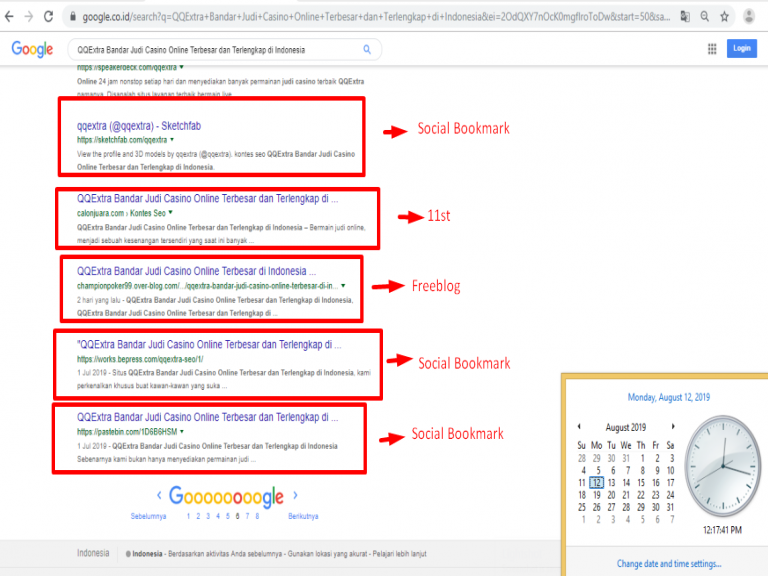 google.co.id/search?q=QQExtra+Bandar+Judi+Casino+Online+Terbesar+dan+Terlengkap+di+Indonesia&ei=2OdQXY7nOcK0mgfIroToDw&start=50&sa...
Google
QQExtra Bandar Judi Casino Online Terbesar dan Terlengkap di Indonesia
Login
https://speakerdeck.com/qqextra
Online 24 jam nonstop setiap hari dan menyediakan banyak permainan judi casino terbaik QQExtra
qqextra (@qqextra) - Sketchfab
https://sketchfab.com/qqextra
View the profile and 3D models by qqextra (@qqextra). kontes seo QQExtra Bandar Judi Casino
Online Terbesar dan Terlengkap di Indonesia.
Social Bookmark
QQExtra Bandar Judi Casino Online Terbesar dan Terlengkap di ...
calonjuara.com › Kontes Seo
QQExtra Bandar Judi Casino Online Terbesar dan Terlengkap di Indonesia – Bermain judi online,
menjadi sebuah kesenangan tersendiri yang saat ini banyak ...
11st
QQExtra Bandar Judi Casino Online Terbesar di Indonesia ...
championpoker99.over-blog.com/.../qqextra-bandar-judi-casino-online-terbesar-di-in...
2 hari yang lalu - QQExtra Bandar Judi Casino Online Terbesar dan Terlengkap di Indonesia,
QQExtra Bandar Judi Casino Online Terbesar dan Terlengkap di ...
Freeblog
"QQExtra Bandar Judi Casino Online Terbesar dan Terlengkap di ...
https://works.bepress.com/qqextra-seo/1/
1 Jul 2019 - Situs QQExtra Bandar Judi Casino Online Terbesar dan Terlengkap di Indonesia, kami
perkenalkan khusus buat kawan-kawan yang suka ...
Social Bookmark
QQExtra Bandar Judi Casino Online Terbesar dan Terlengkap di ...
https://pastebin.com/1D6B6HSM
1 Jul 2019 - QQExtra Bandar Judi Casino Online Terbesar dan Terlengkap di Indonesia
Sebenarnya kami bukan hanya menyediakan permainan judi ...
Social Bookmark
Goooooooogle
Sebelumnya 1 2 3 4 5 6 7 8 Berikutnya
Indonesia
Indonesia - Berdasarkan aktivitas Anda sebelumnya - Gunakan lokasi yang akurat - Pelajari lebih lanjut
Monday, August 12, 2019
August 2019
Su Mo Tu We Th Fr Sa
28 29 30 31 1 2 3
4 5 6 7 8 9 10
11 12 13 14 15 16 17
18 19 20 21 22 23 24
25 26 27 28 29 30 31
1 2 3 4 5 6 7
12:17:41 PM
Change date and time settings...